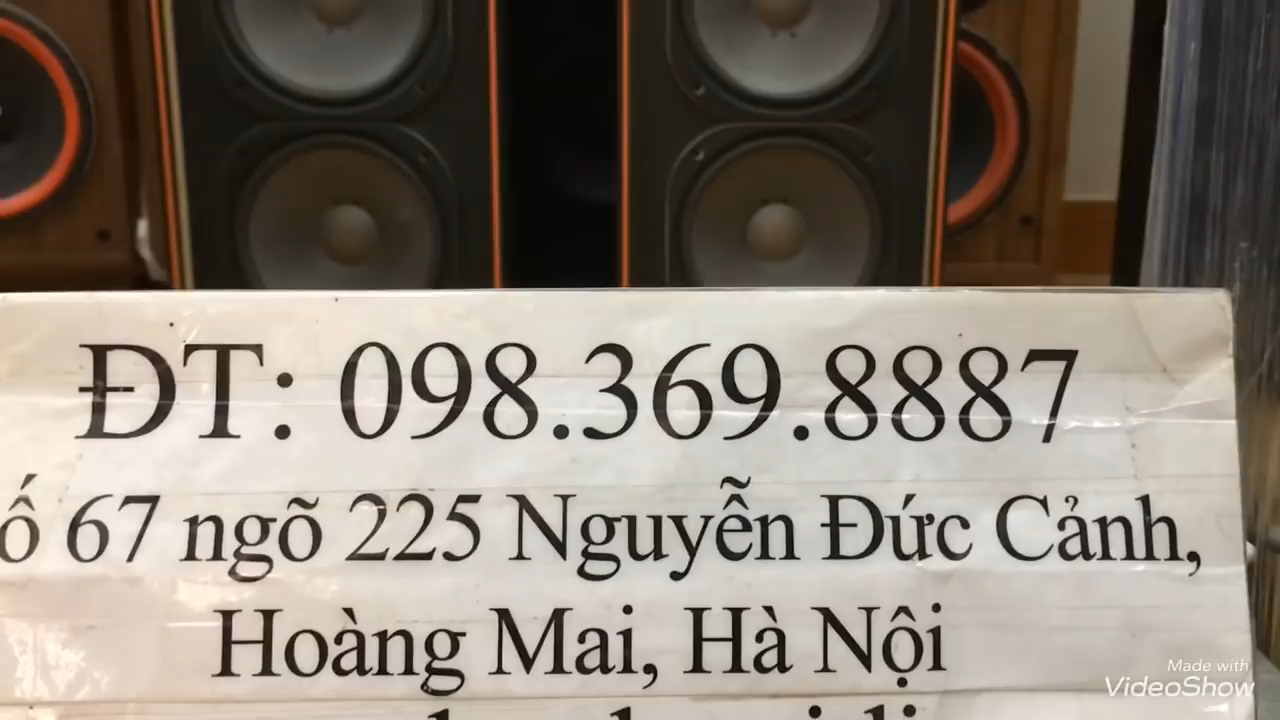 ĐT: 098.369.8887
ố 67 ngõ 225 Nguyễn Đức Cảnh,
Hoàng Mai, Hà Nội
Made with
VideoShow